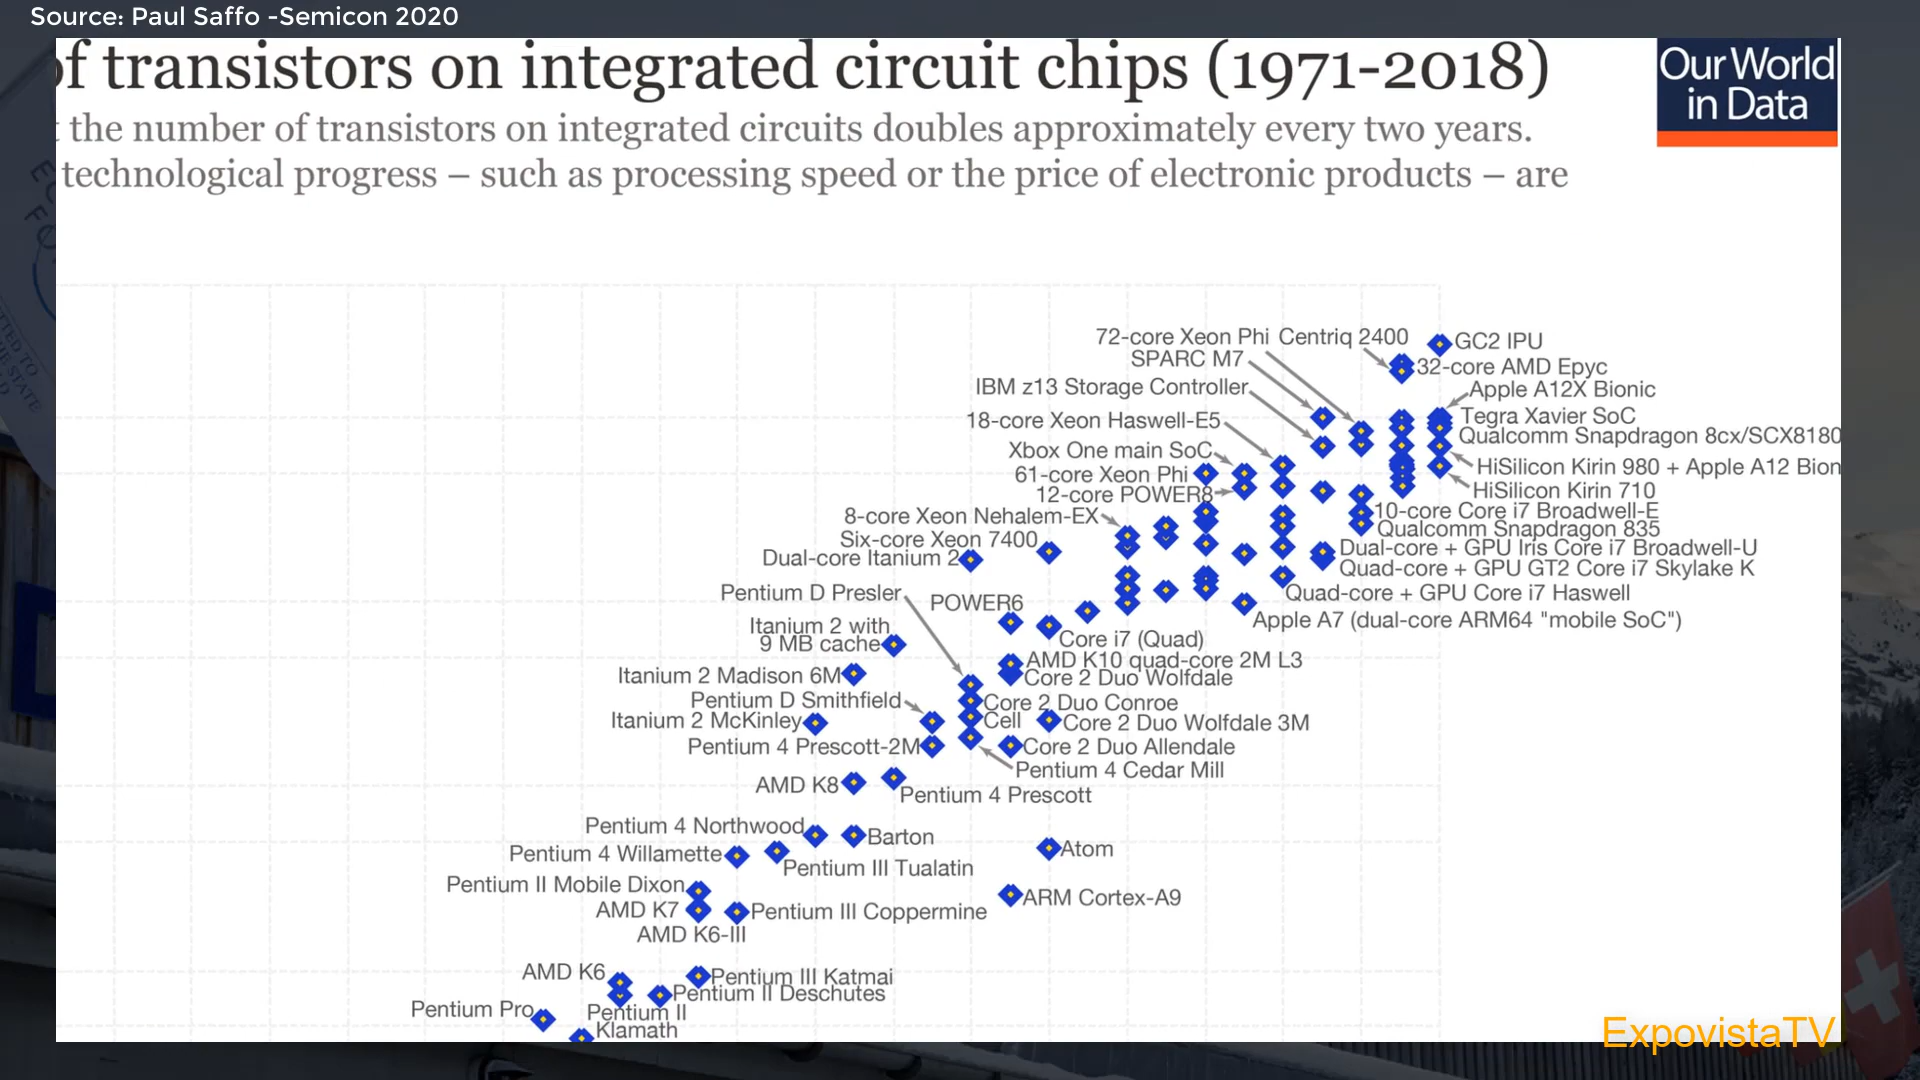 Source: Paul Saffo -Semicon 2020
of transistors on integrated circuit chips (1971-2018)
the number of transistors on integrated circuits doubles approximately every two years.
technological progress – such as processing speed or the price of electronic products – are
Our World
in Data
72-core Xeon Phi
Centriq 2400
GC2 IPU
SPARC M7
32-core AMD Epyc
IBM z13 Storage Controller
Apple A12X Bionic
18-core Xeon Haswell-E5
Tegra Xavier SoC
Qualcomm Snapdragon 8cx/SCX8180
Xbox One main SoC
HiSilicon Kirin 980 + Apple A12 Bion
61-core Xeon Phi
12-core POWER8
HiSilicon Kirin 710
8-core Xeon Nehalem-EX
10-core Core i7 Broadwell-E
Qualcomm Snapdragon 835
Six-core Xeon 7400
Dual-core + GPU Iris Core i7 Broadwell-U
Dual-core Itanium 2
Quad-core + GPU GT2 Core i7 Skylake K
Pentium D Presler
POWER6
Quad-core + GPU Core i7 Haswell
Apple A7 (dual-core ARM64 "mobile SoC")
Itanium 2 with
9 MB cache
Core i7 (Quad)
AMD K10 quad-core 2M L3
Itanium 2 Madison 6M
Core 2 Duo Wolfdale
Pentium D Smithfield
Core 2 Duo Conroe
Itanium 2 McKinley
Cell
Core 2 Duo Wolfdale 3M
Pentium 4 Prescott-2M
Core 2 Duo Allendale
Pentium 4 Cedar Mill
AMD K8
Pentium 4 Prescott
Pentium 4 Northwood
Barton
Atom
Pentium 4 Willamette
Pentium III Tualatin
Pentium II Mobile Dixon
ARM Cortex-A9
AMD K7
Pentium III Coppermine
AMD K6-III
AMD K6
Pentium III Katmai
Pentium II Deschutes
Pentium Pro
Pentium II
Klamath
ExpovistaTV